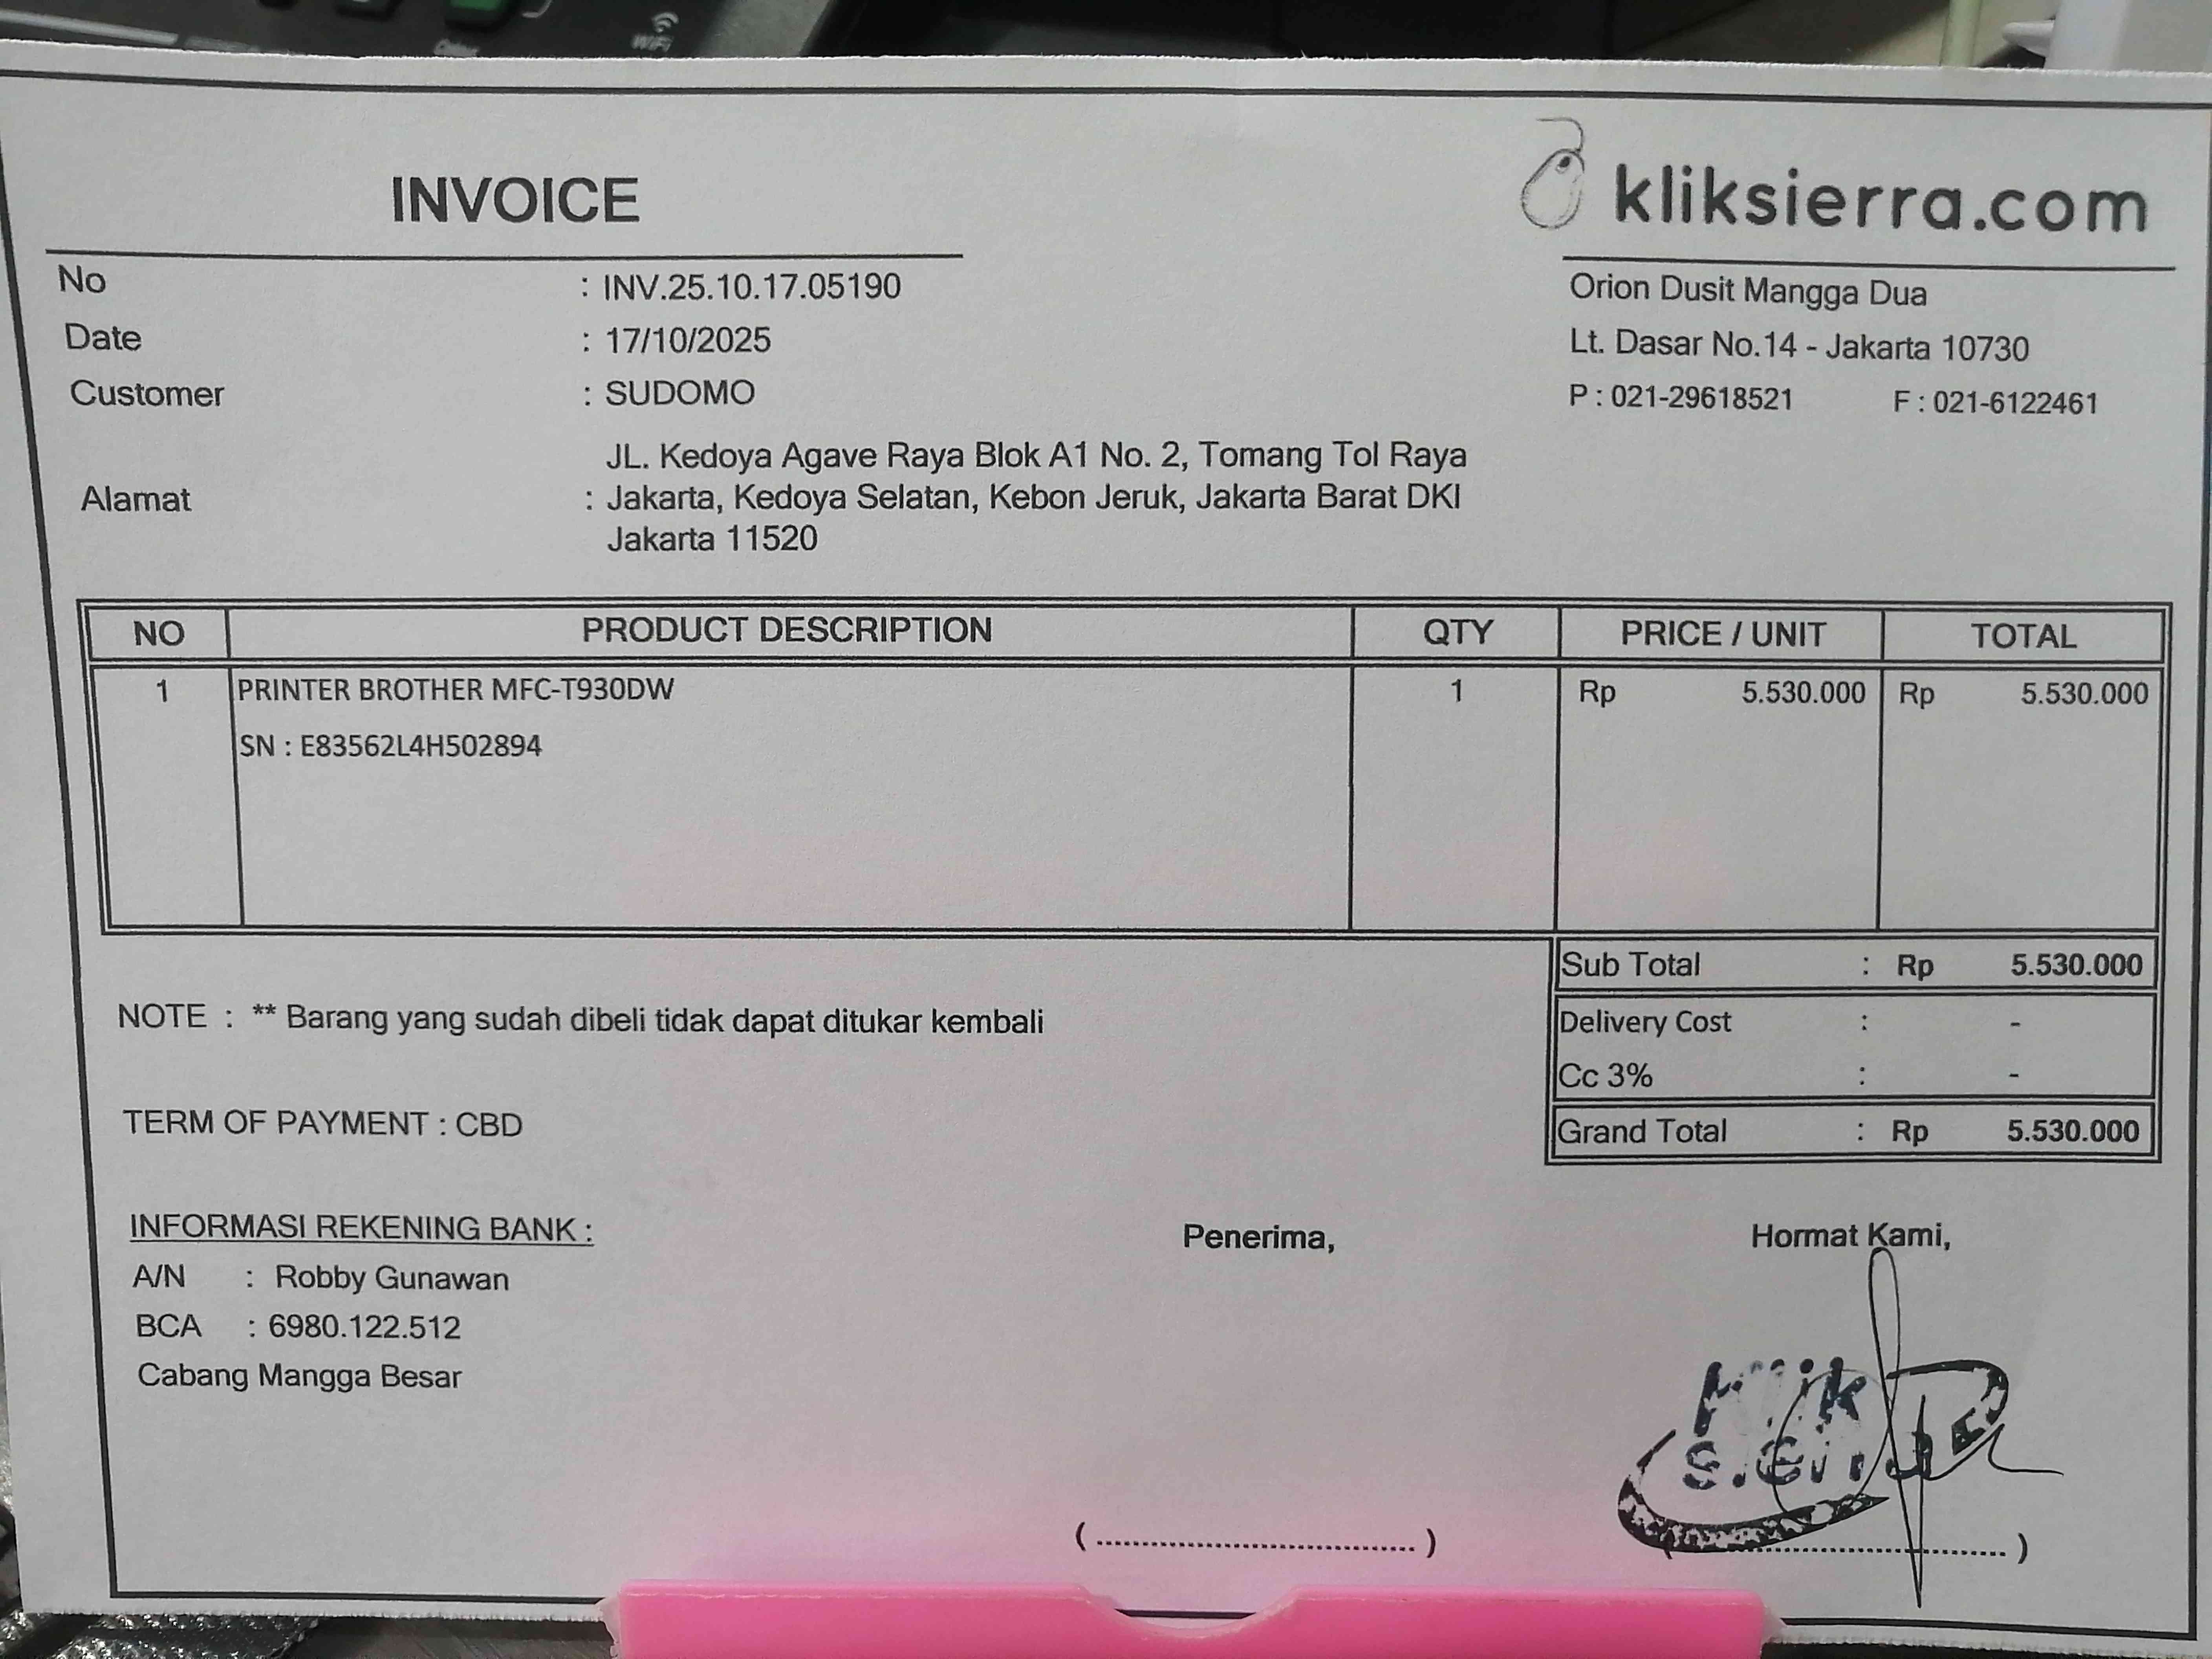 WiFi
INVOICE
kliksierra.com
No : INV.25.10.17.05190
Date : 17/10/2025
Customer : SUDOMO
Orion Dusit Mangga Dua
Lt. Dasar No.14 - Jakarta 10730
P : 021-29618521 F : 021-6122461
JL. Kedoya Agave Raya Blok A1 No. 2, Tomang Tol Raya
Alamat : Jakarta, Kedoya Selatan, Kebon Jeruk, Jakarta Barat DKI
Jakarta 11520
NO PRODUCT DESCRIPTION QTY PRICE / UNIT TOTAL
1 PRINTER BROTHER MFC-T930DW 1 Rp 5.530.000 Rp 5.530.000
SN : E83562L4H502894
Sub Total : Rp 5.530.000
NOTE : ** Barang yang sudah dibeli tidak dapat ditukar kembali
Delivery Cost : -
Cc 3% : -
TERM OF PAYMENT : CBD
Grand Total : Rp 5.530.000
INFORMASI REKENING BANK :
A/N : Robby Gunawan
BCA : 6980.122.512
Cabang Mangga Besar
Penerima,
Hormat Kami,
Klik
(..............................)
..............................)